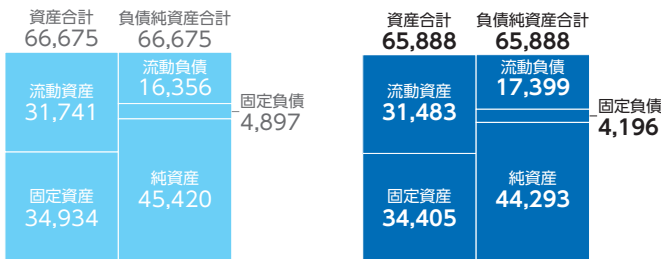 資産合計
66,675
負債純資産合計
66,675
流動資産
31,741
流動負債
16,356
固定負債
4,897
固定資産
34,934
純資産
45,420
資産合計
65,888
負債純資産合計
65,888
流動資産
31,483
流動負債
17,399
固定負債
4,196
固定資産
34,405
純資産
44,293